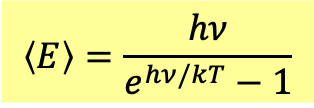 ⟨E⟩ = hν / (e^{hν/kT} − 1)